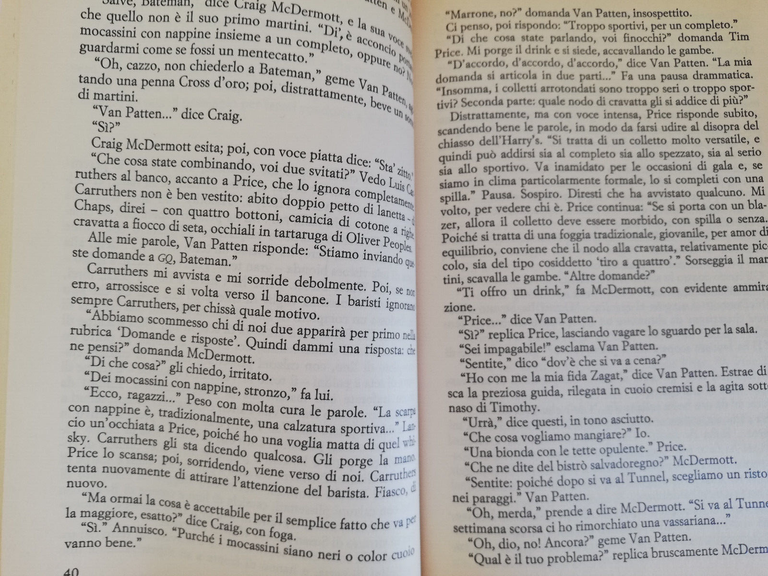 "Salve, Bateman," dice Craig McDermott, e la sua voce
che quello non è il suo primo martini. "Di', è acconcio
mocassini con nappine insieme a un completo, oppure no?
guardarmi come se fossi un mentecatto."
"Oh, cazzo, non chiederlo a Bateman," geme Van Patten,
tando una penna Cross d'oro; poi, distrattamente, beve un
di martini.
"Van Patten..." dice Craig.
"Sì?"
Craig McDermott esita; poi, con voce piatta dice: "Sta' zitto."
"Che cosa state combinando, voi due svitati?" Vedo Luis Car
ruthers al banco, accanto a Price, che lo ignora completamente.
Carruthers non è ben vestito: abito doppio petto di lanetta – di
Chaps, direi – con quattro bottoni, camicia di cotone a righe,
cravatta a fiocco di seta, occhiali in tartaruga di Oliver Peoples.
Alle mie parole, Van Patten risponde: "Stiamo inviando que
ste domande a GQ, Bateman."
Carruthers mi avvista e mi sorride debolmente. Poi, se non
erro, arrossisce e si volta verso il bancone. I baristi ignorano
sempre Carruthers, per chissà quale motivo.
"Abbiamo scommesso chi di noi due apparirà per primo nella
rubrica 'Domande e risposte'. Quindi dammi una risposta: che
ne pensi?" domanda McDermott.
"Di che cosa?" gli chiedo, irritato.
"Dei mocassini con nappine, stronzo," fa lui.
"Ecco, ragazzi..." Peso con molta cura le parole. "La scarpa
con nappine è, tradizionalmente, una calzatura sportiva..." Lan-
cio un'occhiata a Price, poiché ho una voglia matta di quel whi-
sky. Carruthers gli sta dicendo qualcosa. Gli porge la mano.
Price lo scansa; poi, sorridendo, viene verso di noi. Carruthers
tenta nuovamente di attirare l'attenzione del barista. Fiasco, di
nuovo.
"Ma ormai la cosa è accettabile per il semplice fatto che va per
la maggiore, esatto?" dice Craig, con foga.
"Sì." Annuisco. "Purché i mocassini siano neri o color cuoio
vanno bene."
40
"Marrone, no?" domanda Van Patten, insospettito.
Ci penso, poi rispondo: "Troppo sportivi, per un completo."
"Di che cosa state parlando, voi finocchi?" domanda Tim
Price. Mi porge il drink e si siede, accavallando le gambe.
"D'accordo, d'accordo, d'accordo," dice Van Patten. "La mia
domanda si articola in due parti..." Fa una pausa drammatica.
"Insomma, i colletti arrotondati sono troppo seri o troppo spor-
tivi? Seconda parte: quale nodo di cravatta gli si addice di più?"
Distrattamente, ma con voce intensa, Price risponde subito,
scandendo bene le parole, in modo da farsi udire al disopra del
chiasso dell'Harry's. "Si tratta di un colletto molto versatile, e
quindi può addirsi sia al completo sia allo spezzato, sia al serio
sia allo sportivo. Va inamidato per le occasioni di gala e, se
siamo in clima particolarmente formale, lo si completi con una
spilla." Pausa. Sospiro. Diresti che ha avvistato qualcuno. Mi
volto, per vedere chi è. Price continua: "Se si porta con un bla-
zer, allora il colletto deve essere morbido, con spilla o senza.
Poiché si tratta di una foggia tradizionale, giovanile, per amor di
equilibrio, conviene che il nodo alla cravatta, relativamente pic-
colo, sia del tipo cosiddetto 'tiro a quattro'." Sorseggia il mar
tini, scavalla le gambe. "Altre domande?"
"Ti offro un drink," fa McDermott, con evidente ammira
zione.
"Price..." dice Van Patten.
"Sì?" replica Price, lasciando vagare lo sguardo per la sala.
"Sei impagabile!" esclama Van Patten.
"Sentite," dico "dov'è che si va a cena?"
"Ho con me la mia fida Zagat," dice Van Patten. Estrae di
sca la preziosa guida, rilegata in cuoio cremisi e la agita sott
naso di Timothy.
"Urrà," dice questi, in tono asciutto.
"Che cosa vogliamo mangiare?" Io.
"Una bionda con le tette opulente." Price.
"Che ne dite del bistrò salvadoregno?" McDermott.
"Sentite: poiché dopo si va al Tunnel, scegliamo un risto
nei paraggi." Van Patten.
"Oh, merda," prende a dire McDermott. "Si va al Tunne
settimana scorsa ci ho rimorchiato una vassariana..."
"Oh, dio, no! Ancora?" geme Van Patten.
"Qual è il tuo problema?" replica bruscamente McDerm